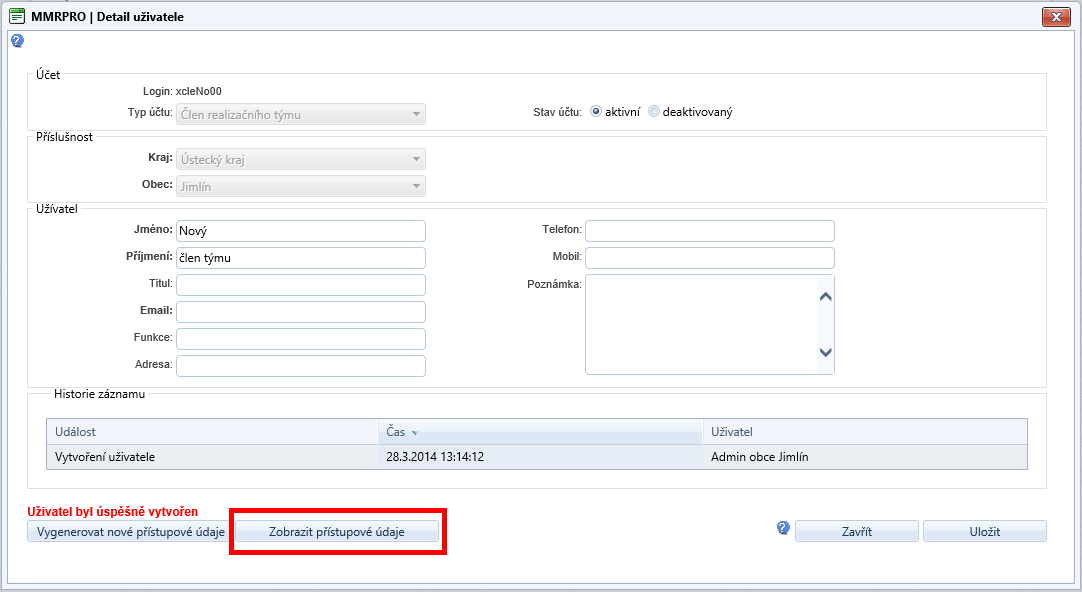 MMRPRO | Detail uživatele
Účet
Login: xcleNo00
Typ účtu: Člen realizačního týmu
Stav účtu: aktivní deaktivovaný
Příslušnost
Kraj: Ústecký kraj
Obec: Jimlín
Uživatel
Jméno: Nový
Telefon:
Příjmení: člen týmu
Mobil:
Titul:
Poznámka:
Email:
Funkce:
Adresa:
Historie záznamu
Událost Čas Uživatel
Vytvoření uživatele 28.3.2014 13:14:12 Admin obce Jimlín
Uživatel byl úspěšně vytvořen
Vygenerovat nové přístupové údaje Zobrazit přístupové údaje Zavřít Uložit